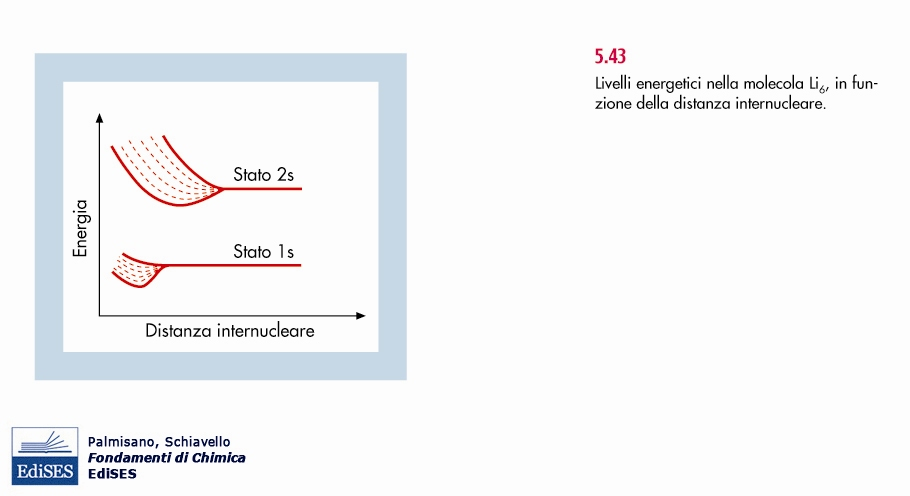 5.43
Livelli energetici nella molecola Li₆, in fun-
zione della distanza internucleare.
Stato 2s
Energia
Stato 1s
Distanza internucleare
EdiSES
Palmisano, Schiavello
Fondamenti di Chimica
EdiSES